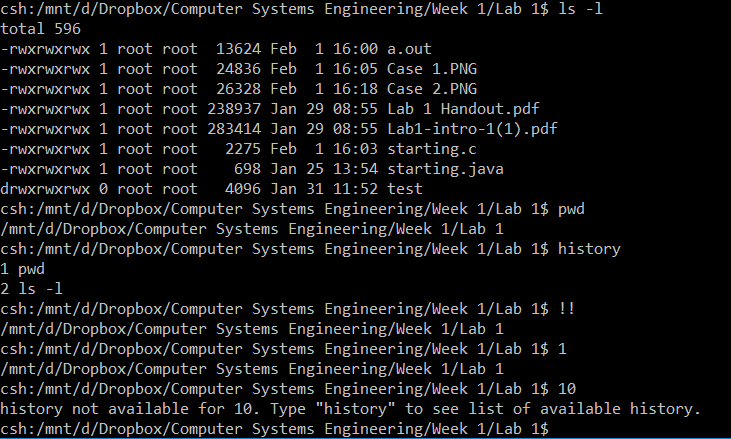 csh:/mnt/d/Dropbox/Computer Systems Engineering/Week 1/Lab 1$ ls -l
total 596
-rwxrwxrwx 1 root root  13624 Feb  1 16:00 a.out
-rwxrwxrwx 1 root root  24836 Feb  1 16:05 Case 1.PNG
-rwxrwxrwx 1 root root  26328 Feb  1 16:18 Case 2.PNG
-rwxrwxrwx 1 root root 238937 Jan 29 08:55 Lab 1 Handout.pdf
-rwxrwxrwx 1 root root 283414 Jan 29 08:55 Lab1-intro-1(1).pdf
-rwxrwxrwx 1 root root   2275 Feb  1 16:03 starting.c
-rwxrwxrwx 1 root root    698 Jan 25 13:54 starting.java
drwxrwxrwx 0 root root   4096 Jan 31 11:52 test
csh:/mnt/d/Dropbox/Computer Systems Engineering/Week 1/Lab 1$ pwd
/mnt/d/Dropbox/Computer Systems Engineering/Week 1/Lab 1
csh:/mnt/d/Dropbox/Computer Systems Engineering/Week 1/Lab 1$ history
1 pwd
2 ls -l
csh:/mnt/d/Dropbox/Computer Systems Engineering/Week 1/Lab 1$ !!
/mnt/d/Dropbox/Computer Systems Engineering/Week 1/Lab 1
csh:/mnt/d/Dropbox/Computer Systems Engineering/Week 1/Lab 1$ 1
/mnt/d/Dropbox/Computer Systems Engineering/Week 1/Lab 1
csh:/mnt/d/Dropbox/Computer Systems Engineering/Week 1/Lab 1$ 10
history not available for 10. Type "history" to see list of available history.
csh:/mnt/d/Dropbox/Computer Systems Engineering/Week 1/Lab 1$